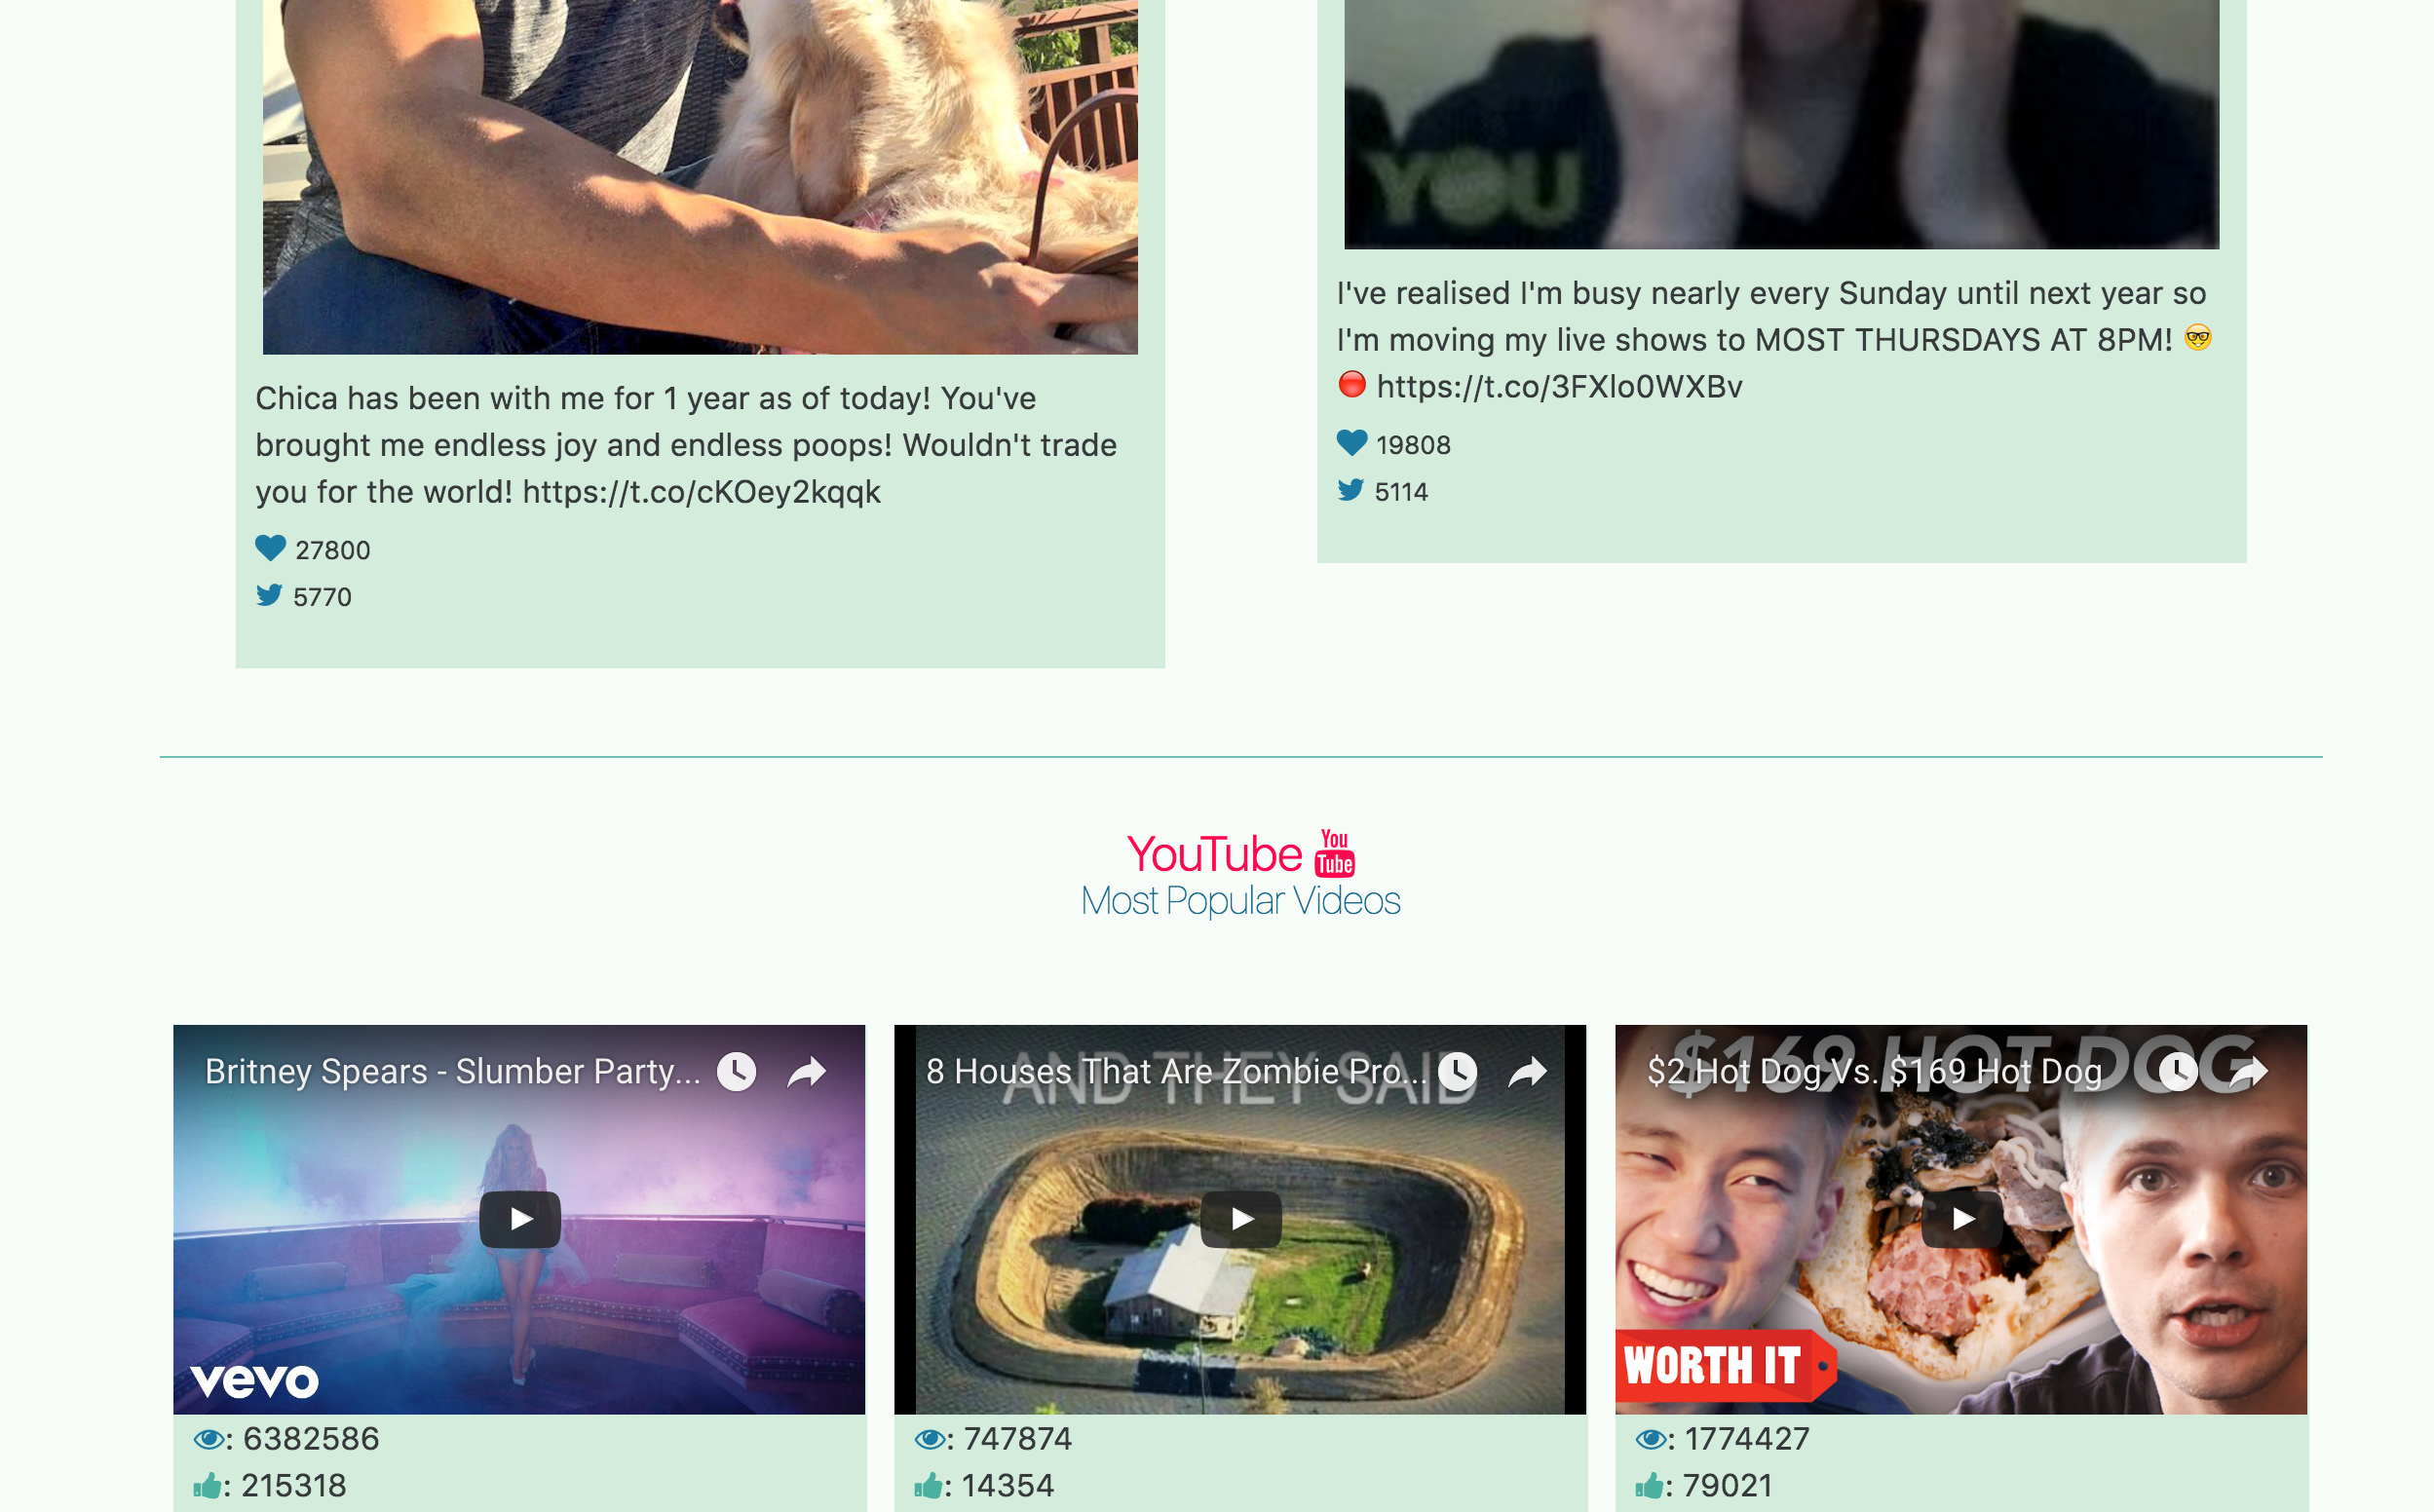 YOU
Chica has been with me for 1 year as of today! You've
brought me endless joy and endless poops! Wouldn't trade
you for the world! https://t.co/cKOey2kqqk
27800
5770
I've realised I'm busy nearly every Sunday until next year so
I'm moving my live shows to MOST THURSDAYS AT 8PM! 🤓
🔴 https://t.co/3FXlo0WXBv
19808
5114
YouTube You Tube
Most Popular Videos
Britney Spears - Slumber Party...
vevo
: 6382586
: 215318
8 Houses That Are Zombie Pro...
AND THEY SAID
: 747874
: 14354
$2 Hot Dog Vs. $169 Hot Dog
$169 HOT DOG
WORTH IT
: 1774427
: 79021